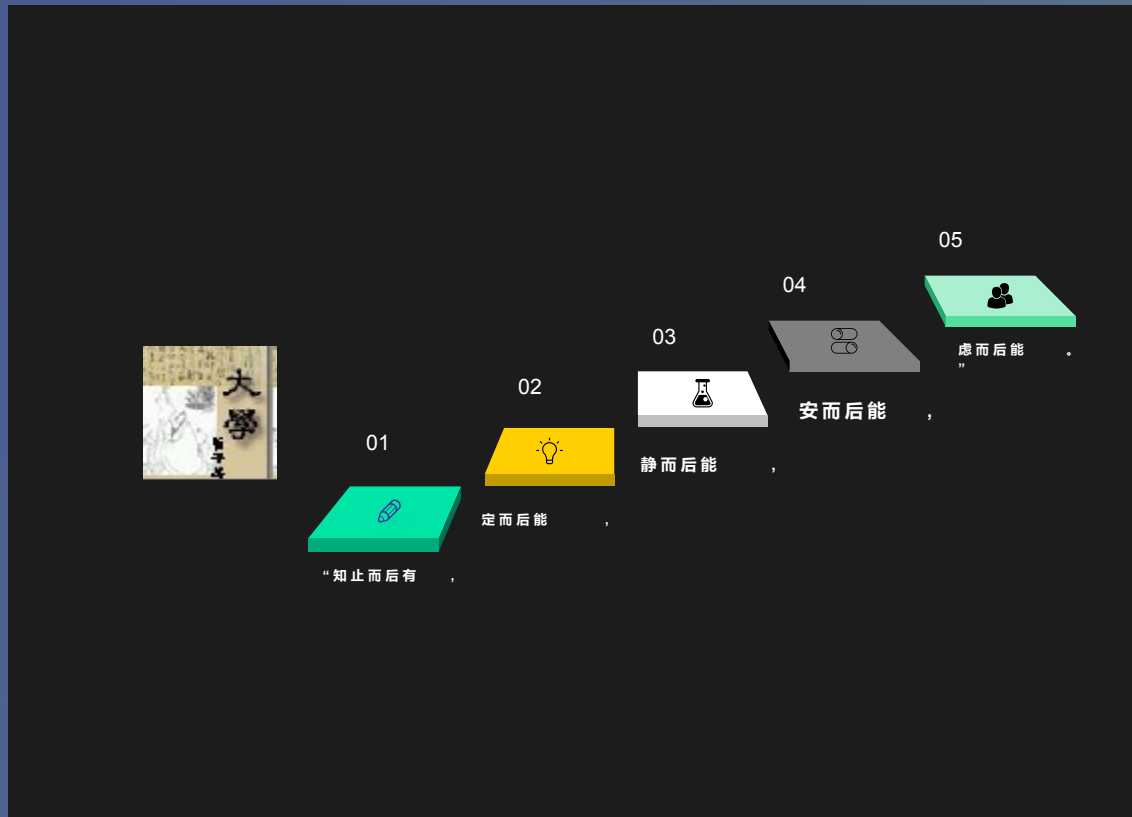 大學
01
“知止而后有 ，
02
定而后能 ，
03
静而后能 ，
04
安而后能 ，
05
虑而后能 。
”